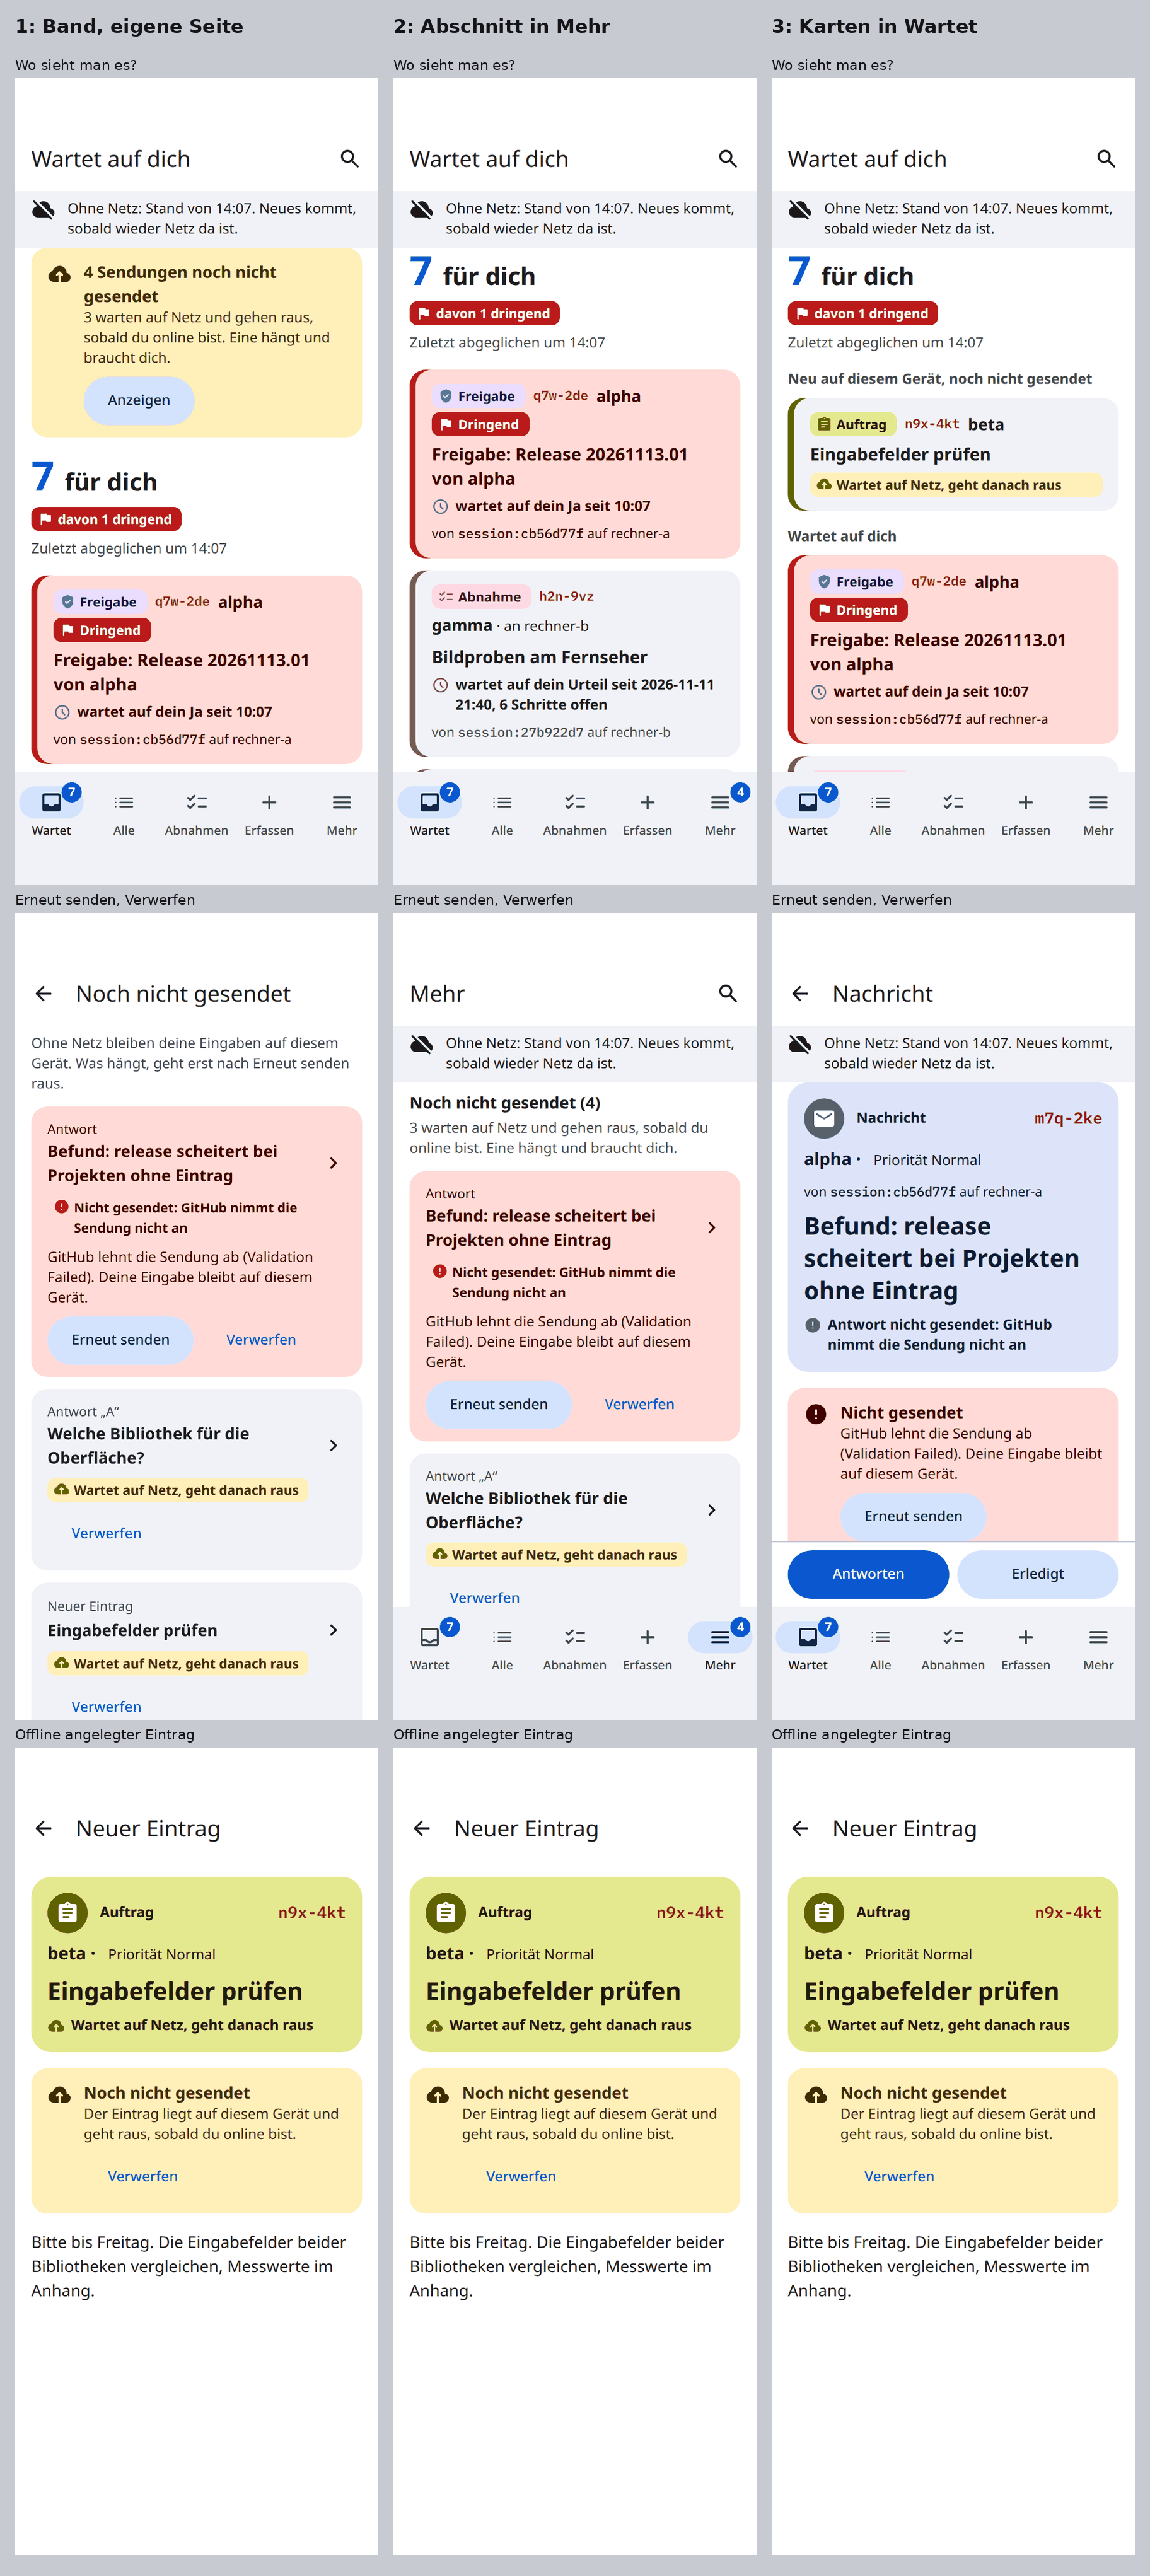 1: Band, eigene Seite
Wo sieht man es?
Wartet auf dich
Ohne Netz: Stand von 14:07. Neues kommt,
sobald wieder Netz da ist.
4 Sendungen noch nicht
gesendet
3 warten auf Netz und gehen raus,
sobald du online bist. Eine hängt und
braucht dich.
Anzeigen
7 für dich
davon 1 dringend
Zuletzt abgeglichen um 14:07
Freigabe q7w-2de alpha
Dringend
Freigabe: Release 20261113.01
von alpha
wartet auf dein Ja seit 10:07
von session:cb56d77f auf rechner-a
7
Wartet Alle Abnahmen Erfassen Mehr
Erneut senden, Verwerfen
Noch nicht gesendet
Ohne Netz bleiben deine Eingaben auf diesem
Gerät. Was hängt, geht erst nach Erneut senden
raus.
Antwort
Befund: release scheitert bei
Projekten ohne Eintrag
Nicht gesendet: GitHub nimmt die
Sendung nicht an
GitHub lehnt die Sendung ab (Validation
Failed). Deine Eingabe bleibt auf diesem
Gerät.
Erneut senden Verwerfen
Antwort „A“
Welche Bibliothek für die
Oberfläche?
Wartet auf Netz, geht danach raus
Verwerfen
Neuer Eintrag
Eingabefelder prüfen
Wartet auf Netz, geht danach raus
Verwerfen
Offline angelegter Eintrag
Neuer Eintrag
Auftrag n9x-4kt
beta · Priorität Normal
Eingabefelder prüfen
Wartet auf Netz, geht danach raus
Noch nicht gesendet
Der Eintrag liegt auf diesem Gerät und
geht raus, sobald du online bist.
Verwerfen
Bitte bis Freitag. Die Eingabefelder beider
Bibliotheken vergleichen, Messwerte im
Anhang.
2: Abschnitt in Mehr
Wo sieht man es?
Wartet auf dich
Ohne Netz: Stand von 14:07. Neues kommt,
sobald wieder Netz da ist.
7 für dich
davon 1 dringend
Zuletzt abgeglichen um 14:07
Freigabe q7w-2de alpha
Dringend
Freigabe: Release 20261113.01
von alpha
wartet auf dein Ja seit 10:07
von session:cb56d77f auf rechner-a
Abnahme h2n-9vz
gamma · an rechner-b
Bildproben am Fernseher
wartet auf dein Urteil seit 2026-11-11
21:40, 6 Schritte offen
von session:27b922d7 auf rechner-b
7 4
Wartet Alle Abnahmen Erfassen Mehr
Erneut senden, Verwerfen
Mehr
Ohne Netz: Stand von 14:07. Neues kommt,
sobald wieder Netz da ist.
Noch nicht gesendet (4)
3 warten auf Netz und gehen raus, sobald du
online bist. Eine hängt und braucht dich.
Antwort
Befund: release scheitert bei
Projekten ohne Eintrag
Nicht gesendet: GitHub nimmt die
Sendung nicht an
GitHub lehnt die Sendung ab (Validation
Failed). Deine Eingabe bleibt auf diesem
Gerät.
Erneut senden Verwerfen
Antwort „A“
Welche Bibliothek für die
Oberfläche?
Wartet auf Netz, geht danach raus
Verwerfen
7 4
Wartet Alle Abnahmen Erfassen Mehr
Offline angelegter Eintrag
Neuer Eintrag
Auftrag n9x-4kt
beta · Priorität Normal
Eingabefelder prüfen
Wartet auf Netz, geht danach raus
Noch nicht gesendet
Der Eintrag liegt auf diesem Gerät und
geht raus, sobald du online bist.
Verwerfen
Bitte bis Freitag. Die Eingabefelder beider
Bibliotheken vergleichen, Messwerte im
Anhang.
3: Karten in Wartet
Wo sieht man es?
Wartet auf dich
Ohne Netz: Stand von 14:07. Neues kommt,
sobald wieder Netz da ist.
7 für dich
davon 1 dringend
Zuletzt abgeglichen um 14:07
Neu auf diesem Gerät, noch nicht gesendet
Auftrag n9x-4kt beta
Eingabefelder prüfen
Wartet auf Netz, geht danach raus
Wartet auf dich
Freigabe q7w-2de alpha
Dringend
Freigabe: Release 20261113.01
von alpha
wartet auf dein Ja seit 10:07
von session:cb56d77f auf rechner-a
7
Wartet Alle Abnahmen Erfassen Mehr
Erneut senden, Verwerfen
Nachricht
Ohne Netz: Stand von 14:07. Neues kommt,
sobald wieder Netz da ist.
Nachricht m7q-2ke
alpha · Priorität Normal
von session:cb56d77f auf rechner-a
Befund: release
scheitert bei Projekten
ohne Eintrag
Antwort nicht gesendet: GitHub
nimmt die Sendung nicht an
Nicht gesendet
GitHub lehnt die Sendung ab
(Validation Failed). Deine Eingabe bleibt
auf diesem Gerät.
Erneut senden
Antworten Erledigt
7
Wartet Alle Abnahmen Erfassen Mehr
Offline angelegter Eintrag
Neuer Eintrag
Auftrag n9x-4kt
beta · Priorität Normal
Eingabefelder prüfen
Wartet auf Netz, geht danach raus
Noch nicht gesendet
Der Eintrag liegt auf diesem Gerät und
geht raus, sobald du online bist.
Verwerfen
Bitte bis Freitag. Die Eingabefelder beider
Bibliotheken vergleichen, Messwerte im
Anhang.